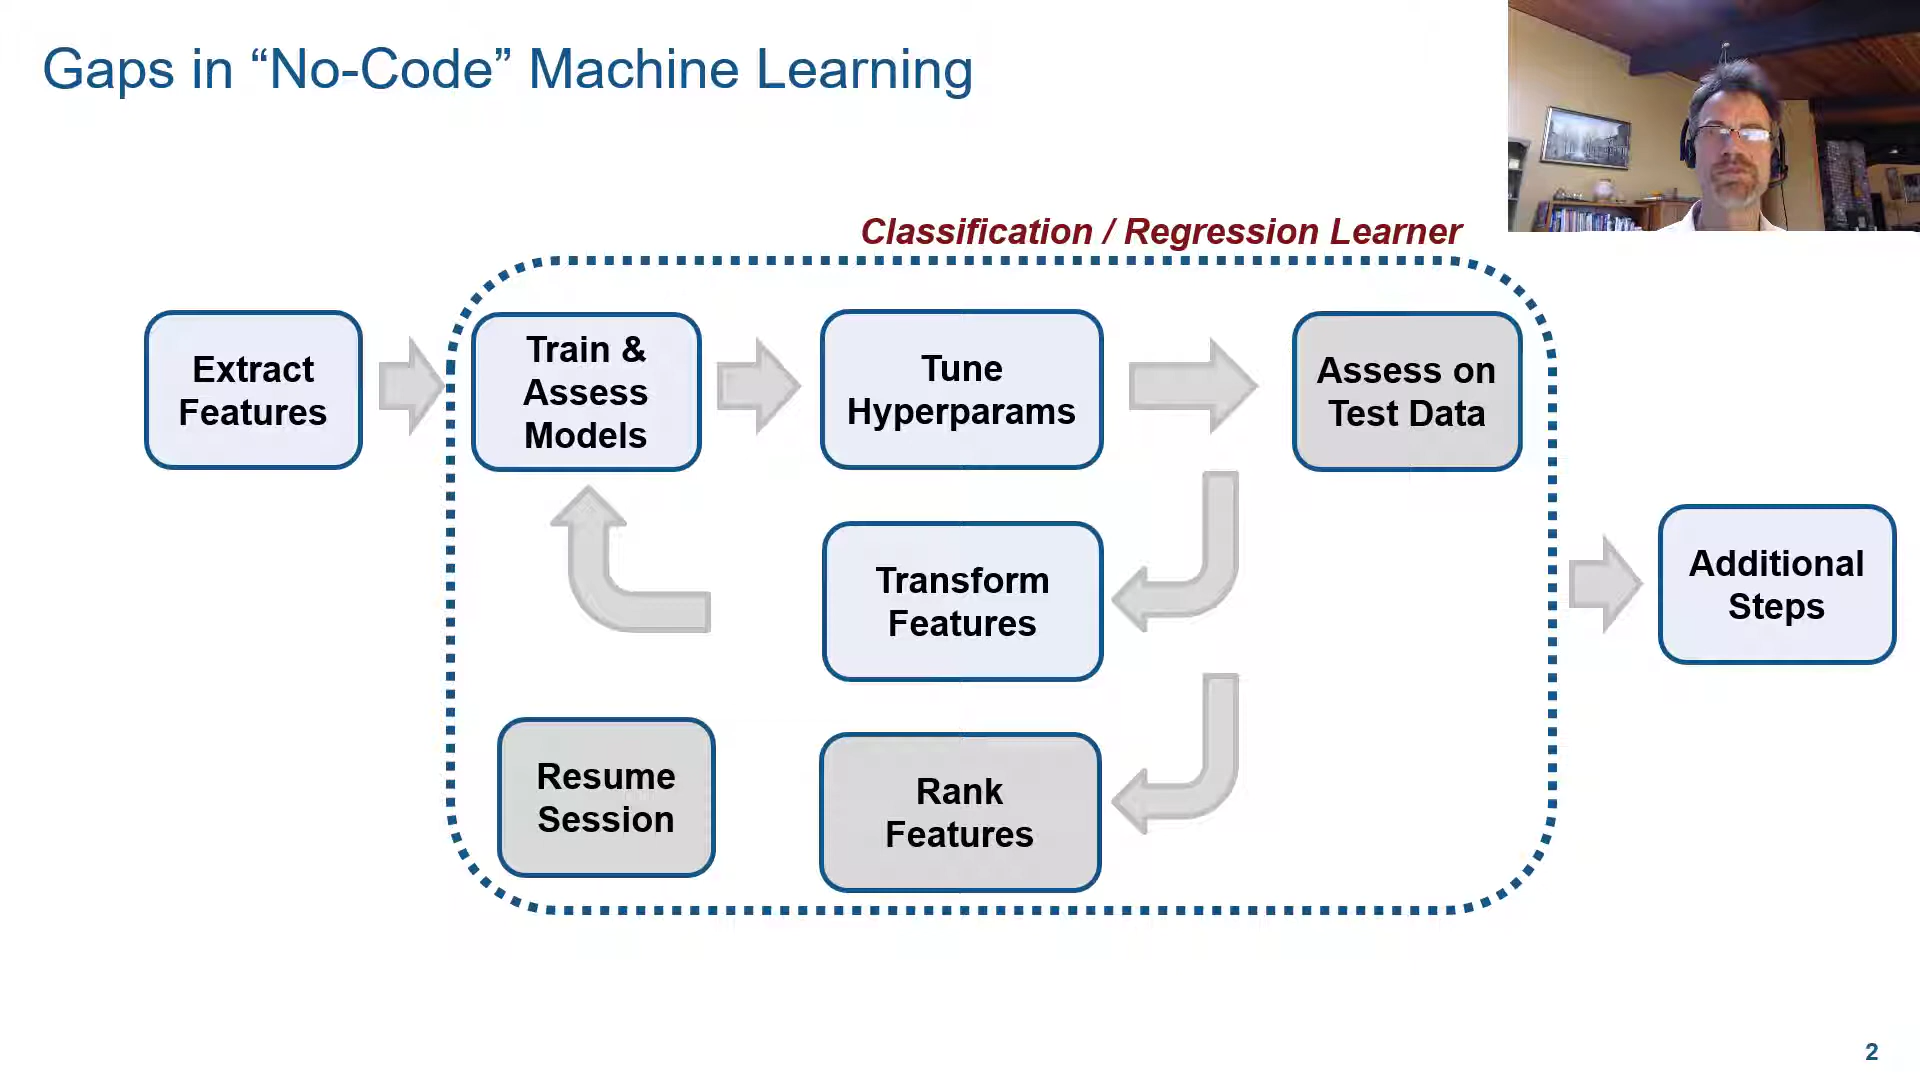 Gaps in “No-Code” Machine Learning
Classification / Regression Learner
Extract
Features
Train &
Assess
Models
Tune
Hyperparams
Assess on
Test Data
Transform
Features
Additional
Steps
Resume
Session
Rank
Features
2